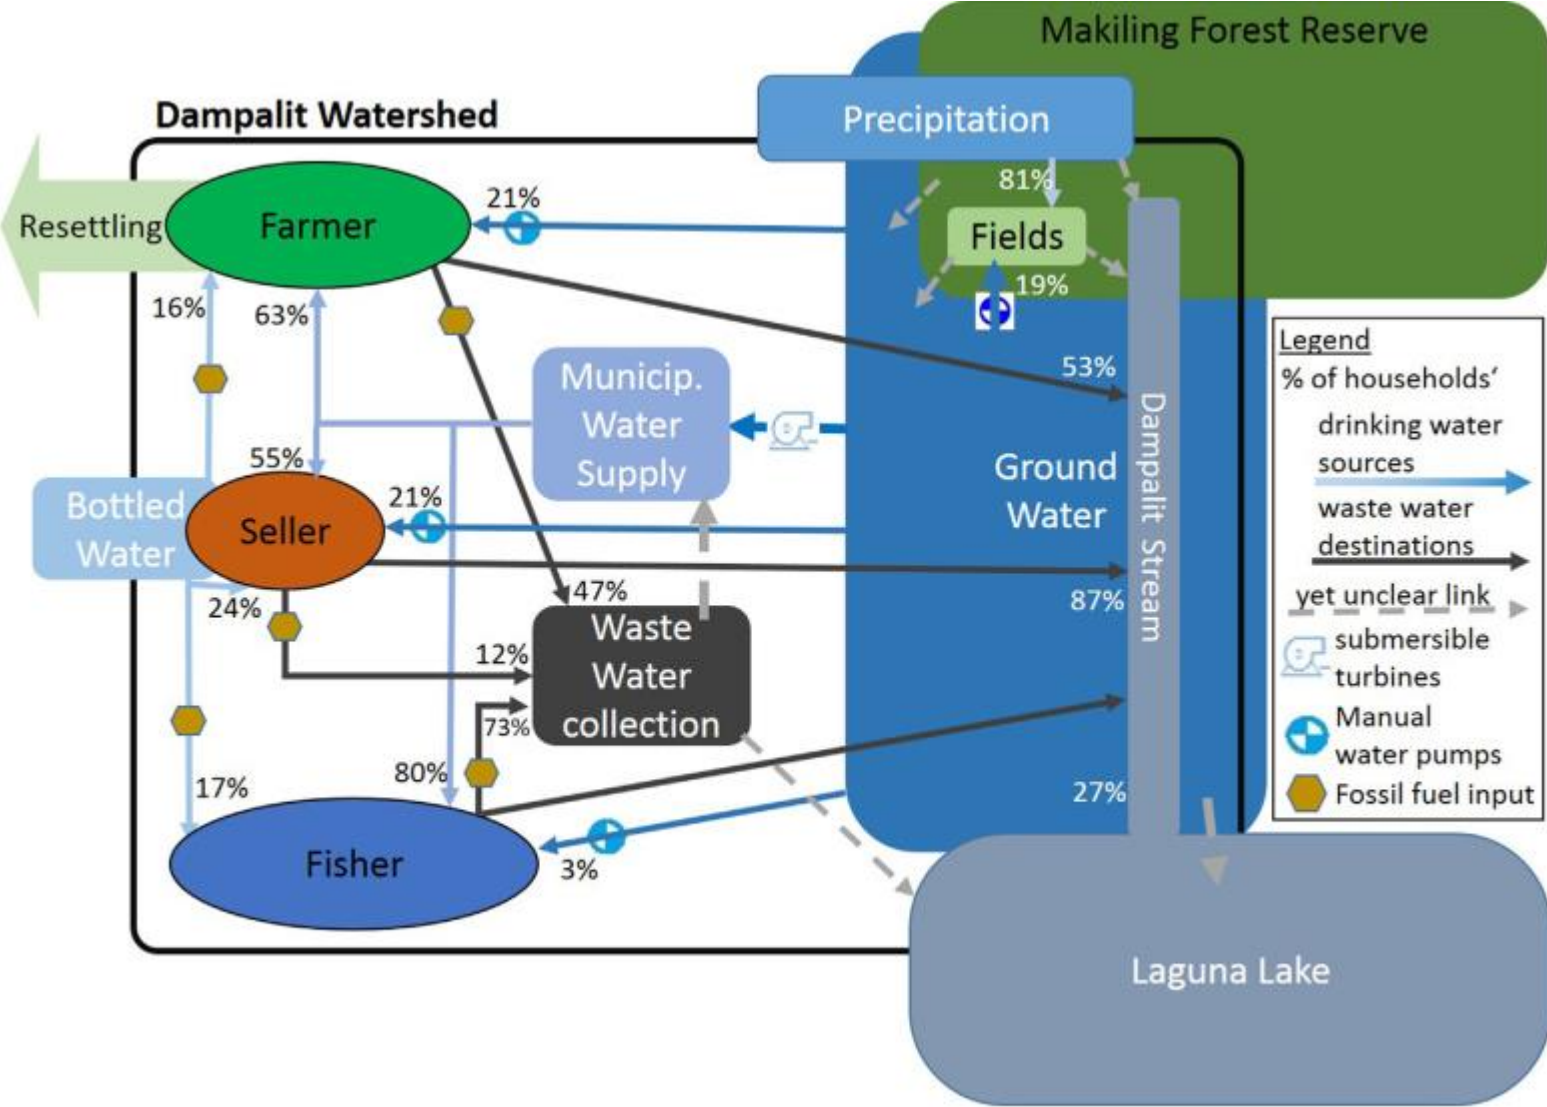 Makiling Forest Reserve
Precipitation
Dampalit Watershed
81%
Resettling
Farmer
21%
Fields
19%
16%
63%
Legend
% of households‘
drinking water
sources
waste water
destinations
yet unclear link
submersible
turbines
Manual
water pumps
Fossil fuel input
Municip.
Water
Supply
53%
Dampalit Stream
Ground
Water
55%
Bottled
Water
Seller
21%
24%
87%
47%
Waste
Water
collection
12%
73%
80%
17%
27%
Fisher
3%
Laguna Lake